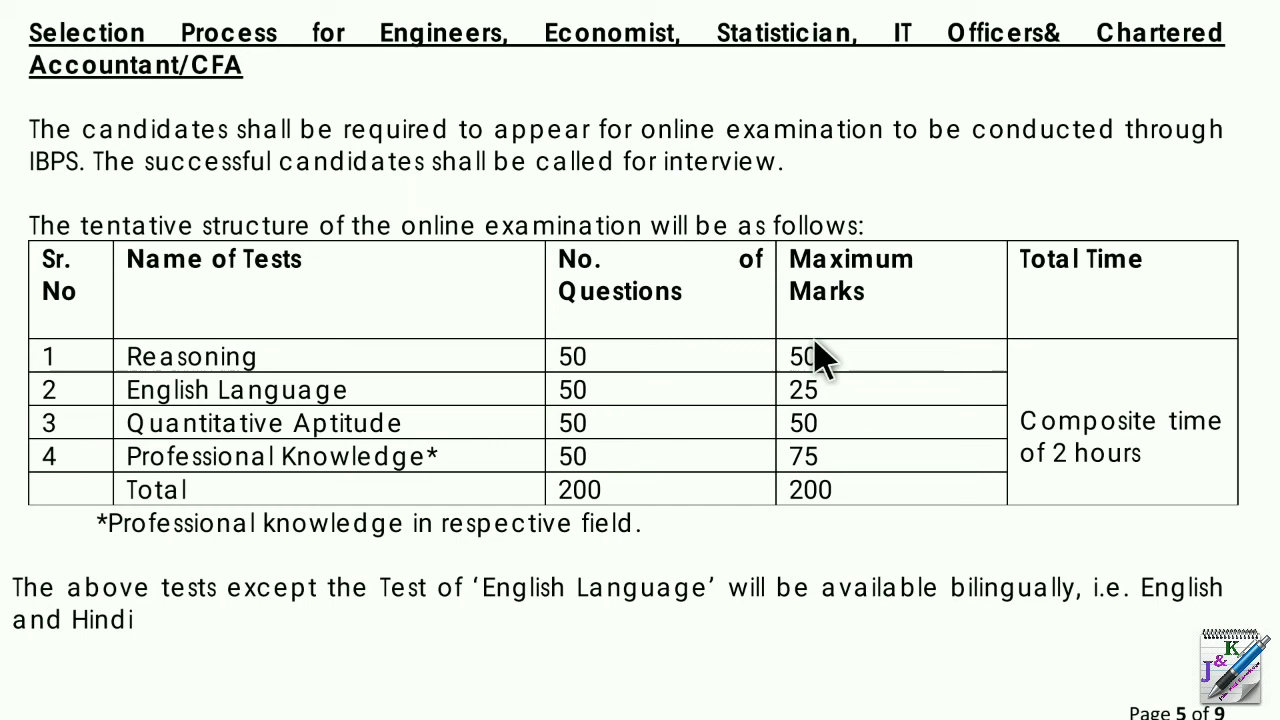 Selection Process for Engineers, Economist, Statistician, IT Officers& Chartered
Accountant/CFA
The candidates shall be required to appear for online examination to be conducted through
IBPS. The successful candidates shall be called for interview.
The tentative structure of the online examination will be as follows:
Sr. No Name of Tests No. of Questions Maximum Marks Total Time
1 Reasoning 50 50
2 English Language 50 25
3 Quantitative Aptitude 50 50
4 Professional Knowledge* 50 75
Total 200 200
Composite time
of 2 hours
*Professional knowledge in respective field.
The above tests except the Test of ‘English Language’ will be available bilingually, i.e. English
and Hindi
J&K
Page 5 of 9